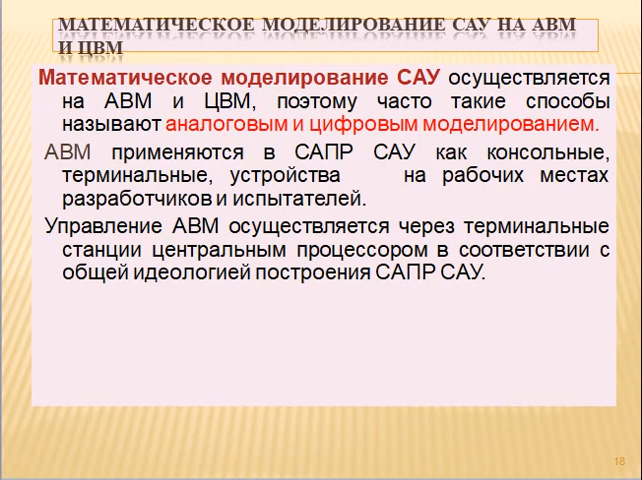 МАТЕМАТИЧЕСКОЕ МОДЕЛИРОВАНИЕ САУ НА АВМ
И ЦВМ
Математическое моделирование САУ осуществляется
на АВМ и ЦВМ, поэтому часто такие способы
называют аналоговым и цифровым моделированием.
АВМ применяются в САПР САУ как консольные,
терминальные, устройства на рабочих местах
разработчиков и испытателей.
Управление АВМ осуществляется через терминальные
станции центральным процессором в соответствии с
общей идеологией построения САПР САУ.
18